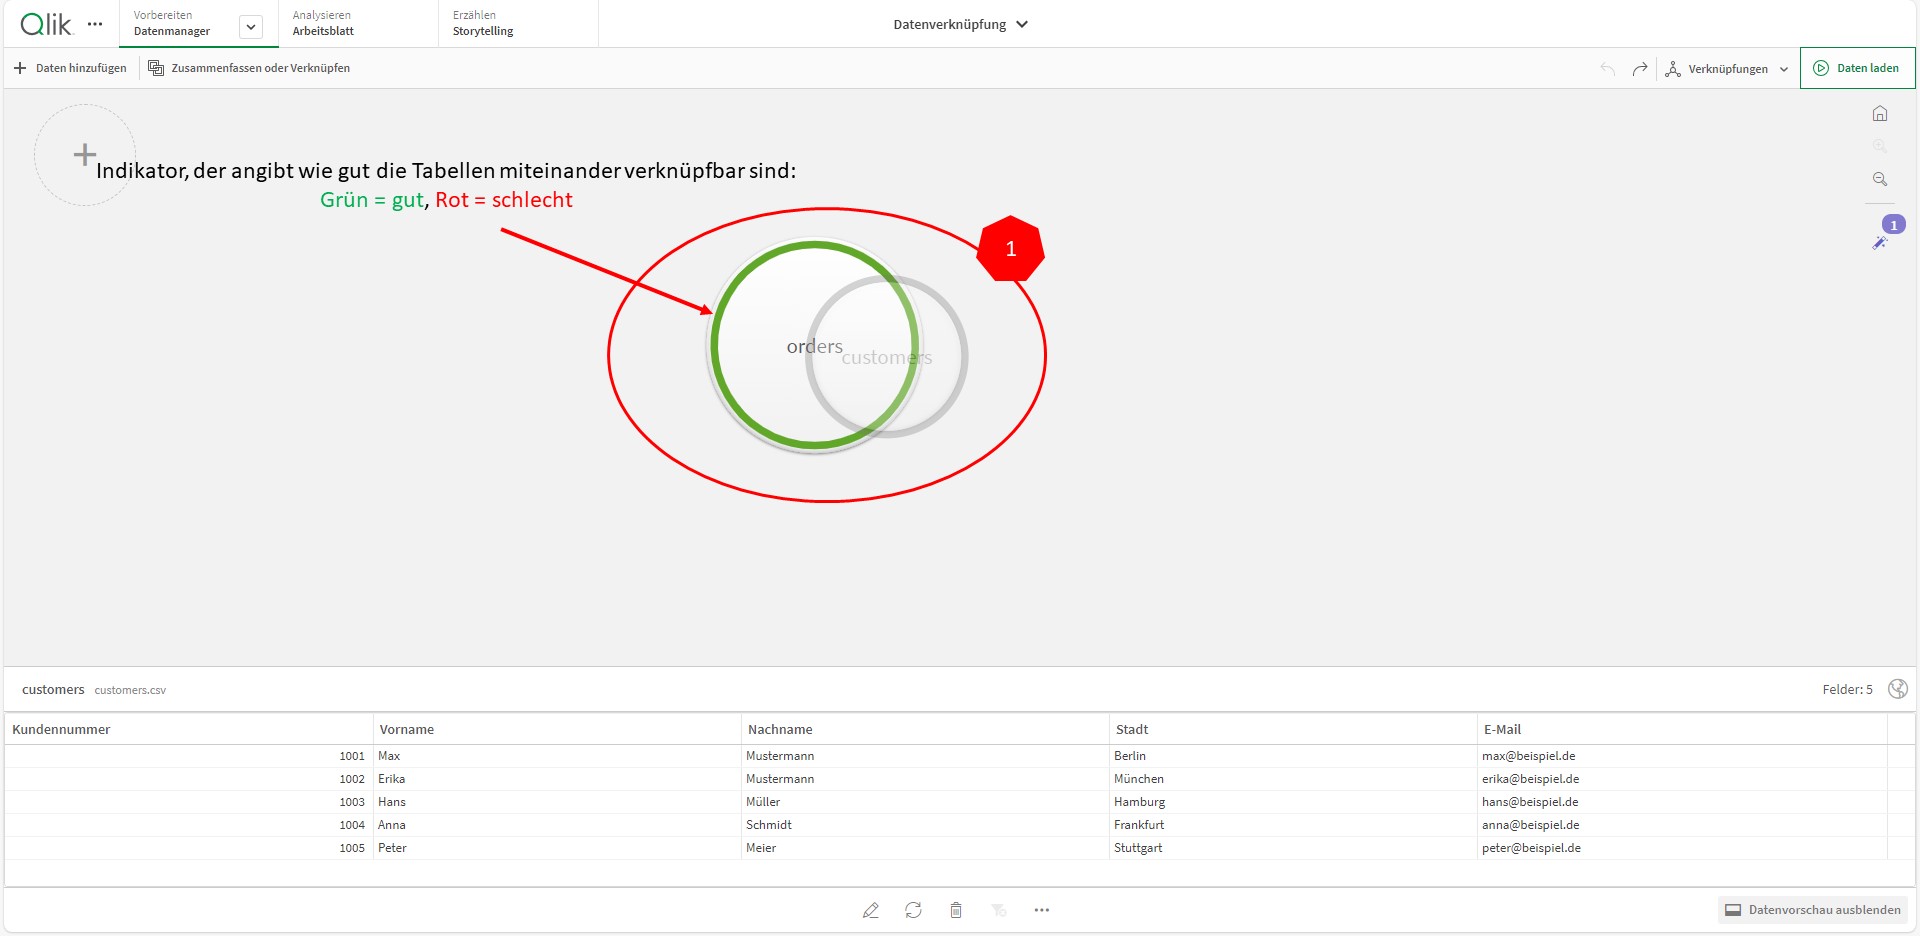 Qlik
Vorbereiten
Datenmanager
Analysieren
Arbeitsblatt
Erzählen
Storytelling
Datenverknüpfung
Daten hinzufügen
Zusammenfassen oder Verknüpfen
Verknüpfungen
Daten laden
Indikator, der angibt wie gut die Tabellen miteinander verknüpfbar sind:
Grün = gut, Rot = schlecht
1
1
orders
customers
customers customers.csv
Felder: 5
Kundennummer Vorname Nachname Stadt E-Mail
1001 Max Mustermann Berlin max@beispiel.de
1002 Erika Mustermann München erika@beispiel.de
1003 Hans Müller Hamburg hans@beispiel.de
1004 Anna Schmidt Frankfurt anna@beispiel.de
1005 Peter Meier Stuttgart peter@beispiel.de
Datenvorschau ausblenden